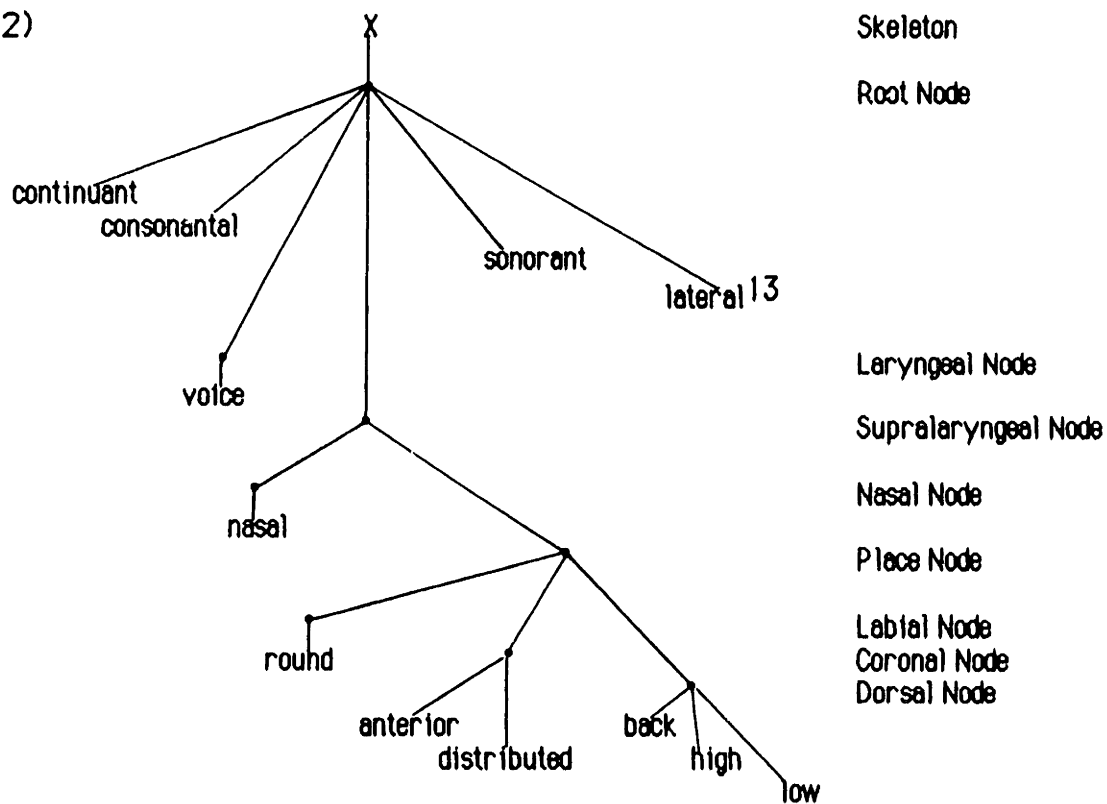 2) X Skeleton
Root Node
continuant
consonantal
sonorant
lateral 13
Laryngeal Node
voice
Supralaryngeal Node
Nasal Node
nasal
Place Node
Labial Node
round Coronal Node
Dorsal Node
anterior back
distributed high
low